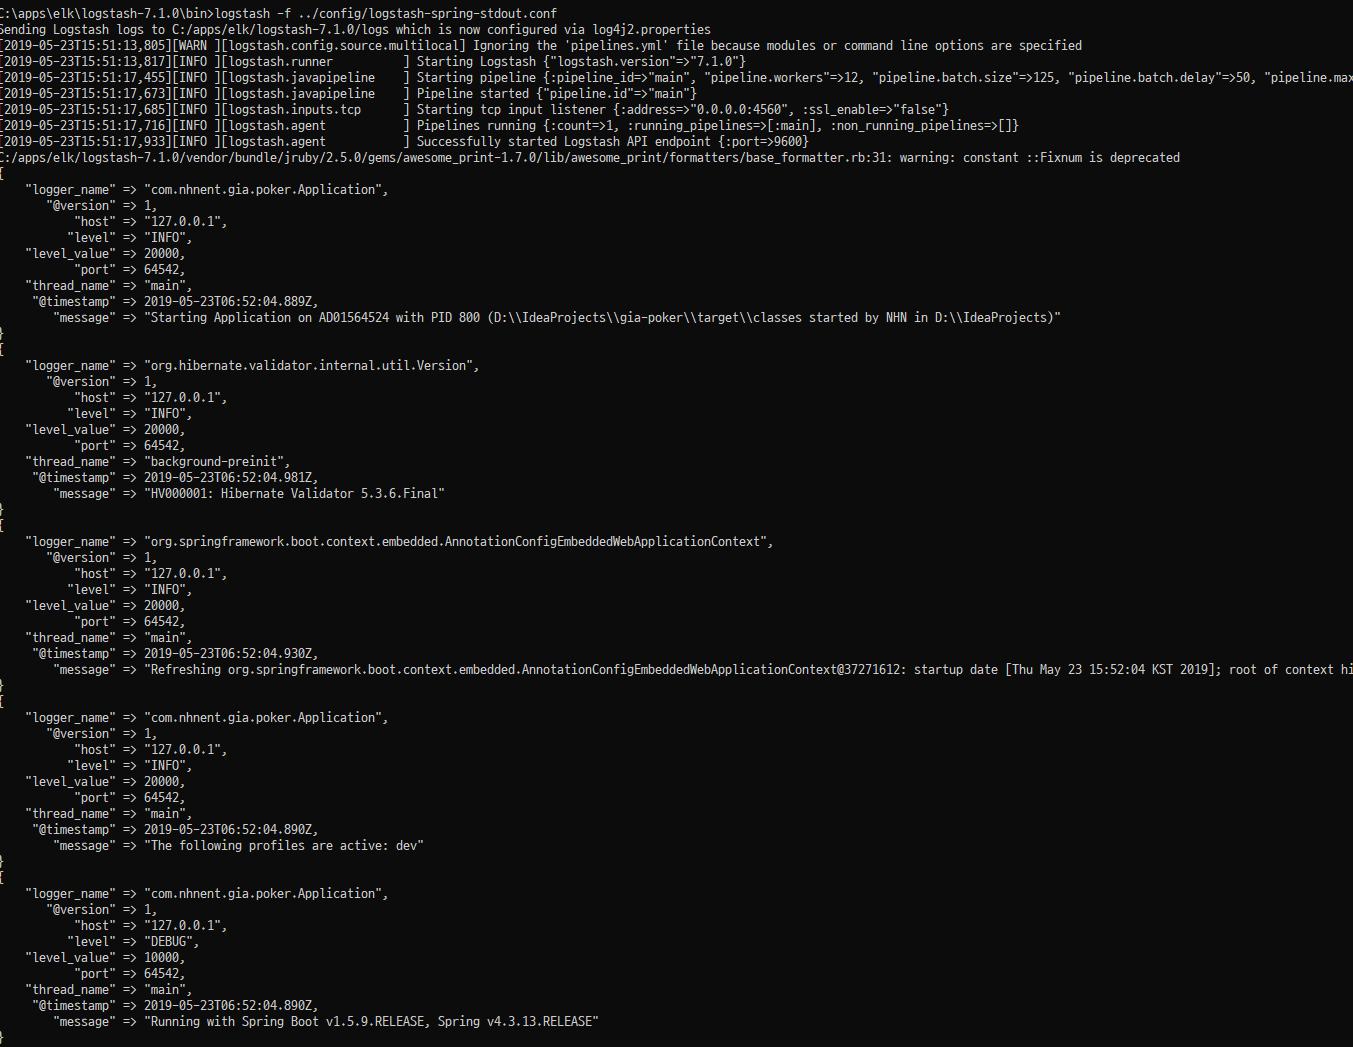 C:\apps\elk\logstash-7.1.0\bin>logstash -f ../config/logstash-spring-stdout.conf
Sending Logstash logs to C:/apps/elk/logstash-7.1.0/logs which is now configured via log4j2.properties
[2019-05-23T15:51:13,805][WARN ][logstash.config.source.multilocal] Ignoring the 'pipelines.yml' file because modules or command line options are specified
[2019-05-23T15:51:13,817][INFO ][logstash.runner          ] Starting Logstash {"logstash.version"=>"7.1.0"}
[2019-05-23T15:51:17,455][INFO ][logstash.javapipeline    ] Starting pipeline {:pipeline_id=>"main", "pipeline.workers"=>12, "pipeline.batch.size"=>125, "pipeline.batch.delay"=>50, "pipeline.max
[2019-05-23T15:51:17,673][INFO ][logstash.javapipeline    ] Pipeline started {"pipeline.id"=>"main"}
[2019-05-23T15:51:17,685][INFO ][logstash.inputs.tcp      ] Starting tcp input listener {:address=>"0.0.0.0:4560", :ssl_enable=>"false"}
[2019-05-23T15:51:17,716][INFO ][logstash.agent           ] Pipelines running {:count=>1, :running_pipelines=>[:main], :non_running_pipelines=>[]}
[2019-05-23T15:51:17,933][INFO ][logstash.agent           ] Successfully started Logstash API endpoint {:port=>9600}
C:/apps/elk/logstash-7.1.0/vendor/bundle/jruby/2.5.0/gems/awesome_print-1.7.0/lib/awesome_print/formatters/base_formatter.rb:31: warning: constant ::Fixnum is deprecated
{
"logger_name" => "com.nhnent.gia.poker.Application",
"@version" => 1,
"host" => "127.0.0.1",
"level" => "INFO",
"level_value" => 20000,
"port" => 64542,
"thread_name" => "main",
"@timestamp" => 2019-05-23T06:52:04.889Z,
"message" => "Starting Application on AD01564524 with PID 800 (D:\\IdeaProjects\\gia-poker\\target\\classes started by NHN in D:\\IdeaProjects)"
}
{
"logger_name" => "org.hibernate.validator.internal.util.Version",
"@version" => 1,
"host" => "127.0.0.1",
"level" => "INFO",
"level_value" => 20000,
"port" => 64542,
"thread_name" => "background-preinit",
"@timestamp" => 2019-05-23T06:52:04.981Z,
"message" => "HV000001: Hibernate Validator 5.3.6.Final"
}
{
"logger_name" => "org.springframework.boot.context.embedded.AnnotationConfigEmbeddedWebApplicationContext",
"@version" => 1,
"host" => "127.0.0.1",
"level" => "INFO",
"level_value" => 20000,
"port" => 64542,
"thread_name" => "main",
"@timestamp" => 2019-05-23T06:52:04.930Z,
"message" => "Refreshing org.springframework.boot.context.embedded.AnnotationConfigEmbeddedWebApplicationContext@37271612: startup date [Thu May 23 15:52:04 KST 2019]; root of context hi
}
{
"logger_name" => "com.nhnent.gia.poker.Application",
"@version" => 1,
"host" => "127.0.0.1",
"level" => "INFO",
"level_value" => 20000,
"port" => 64542,
"thread_name" => "main",
"@timestamp" => 2019-05-23T06:52:04.890Z,
"message" => "The following profiles are active: dev"
}
{
"logger_name" => "com.nhnent.gia.poker.Application",
"@version" => 1,
"host" => "127.0.0.1",
"level" => "DEBUG",
"level_value" => 10000,
"port" => 64542,
"thread_name" => "main",
"@timestamp" => 2019-05-23T06:52:04.890Z,
"message" => "Running with Spring Boot v1.5.9.RELEASE, Spring v4.3.13.RELEASE"
}